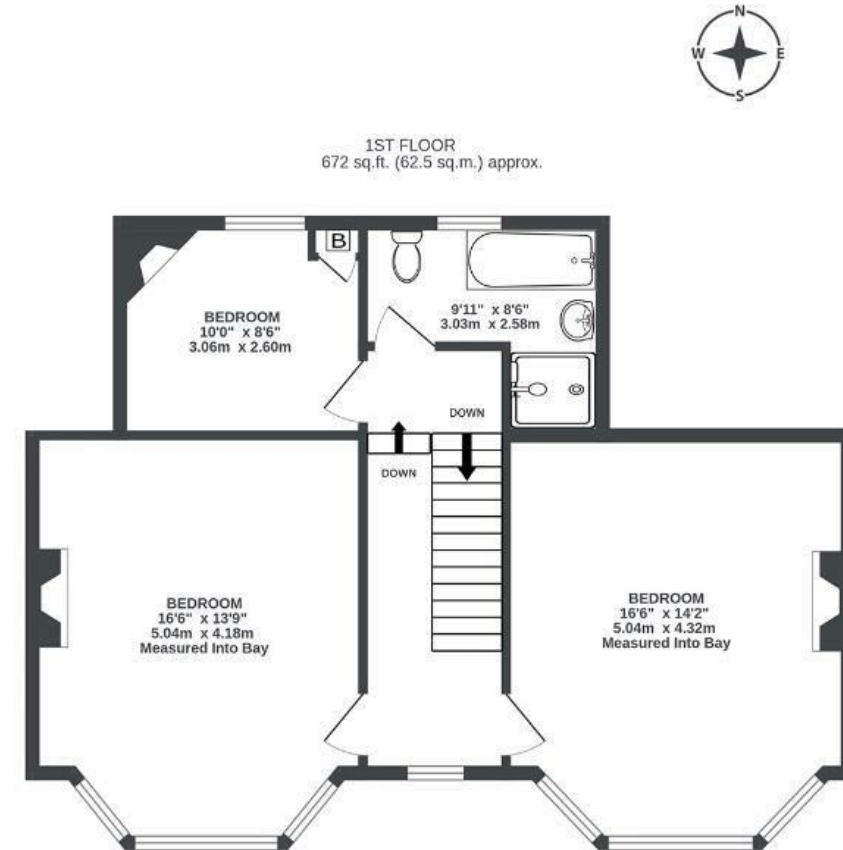 N
W E
S
1ST FLOOR
672 sq.ft. (62.5 sq.m.) approx.
B
BEDROOM
10'0" x 8'6"
3.06m x 2.60m
9'11" x 8'6"
3.03m x 2.58m
DOWN
DOWN
BEDROOM
16'6" x 13'9"
5.04m x 4.18m
Measured Into Bay
BEDROOM
16'6" x 14'2"
5.04m x 4.32m
Measured Into Bay